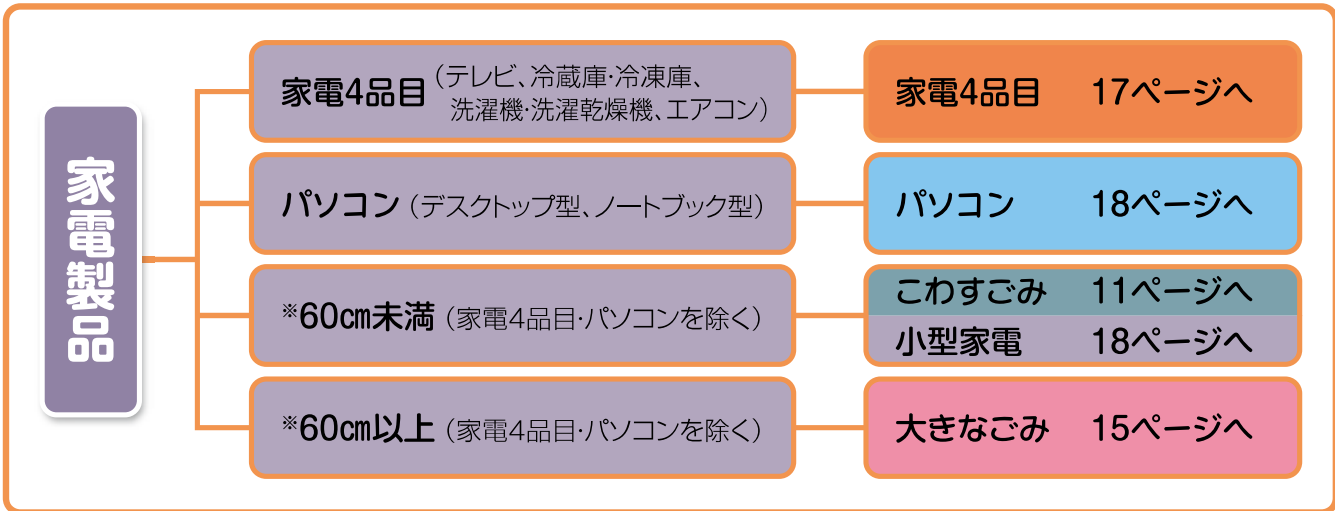 家電製品
家電4品目（テレビ、冷蔵庫・冷凍庫、
洗濯機・洗濯乾燥機、エアコン）
家電4品目 17ページへ
パソコン（デスクトップ型、ノートブック型）
パソコン 18ページへ
※60cm未満（家電4品目・パソコンを除く）
こわすごみ 11ページへ
小型家電 18ページへ
※60cm以上（家電4品目・パソコンを除く）
大きなごみ 15ページへ